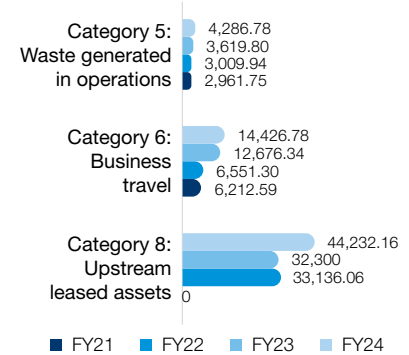 Category 5:
Waste generated
in operations
4,286.78
3,619.80
3,009.94
2,961.75
Category 6:
Business
travel
14,426.78
12,676.34
6,551.30
6,212.59
Category 8:
Upstream
leased assets
44,232.16
32,300
33,136.06
0
FY21 FY22 FY23 FY24